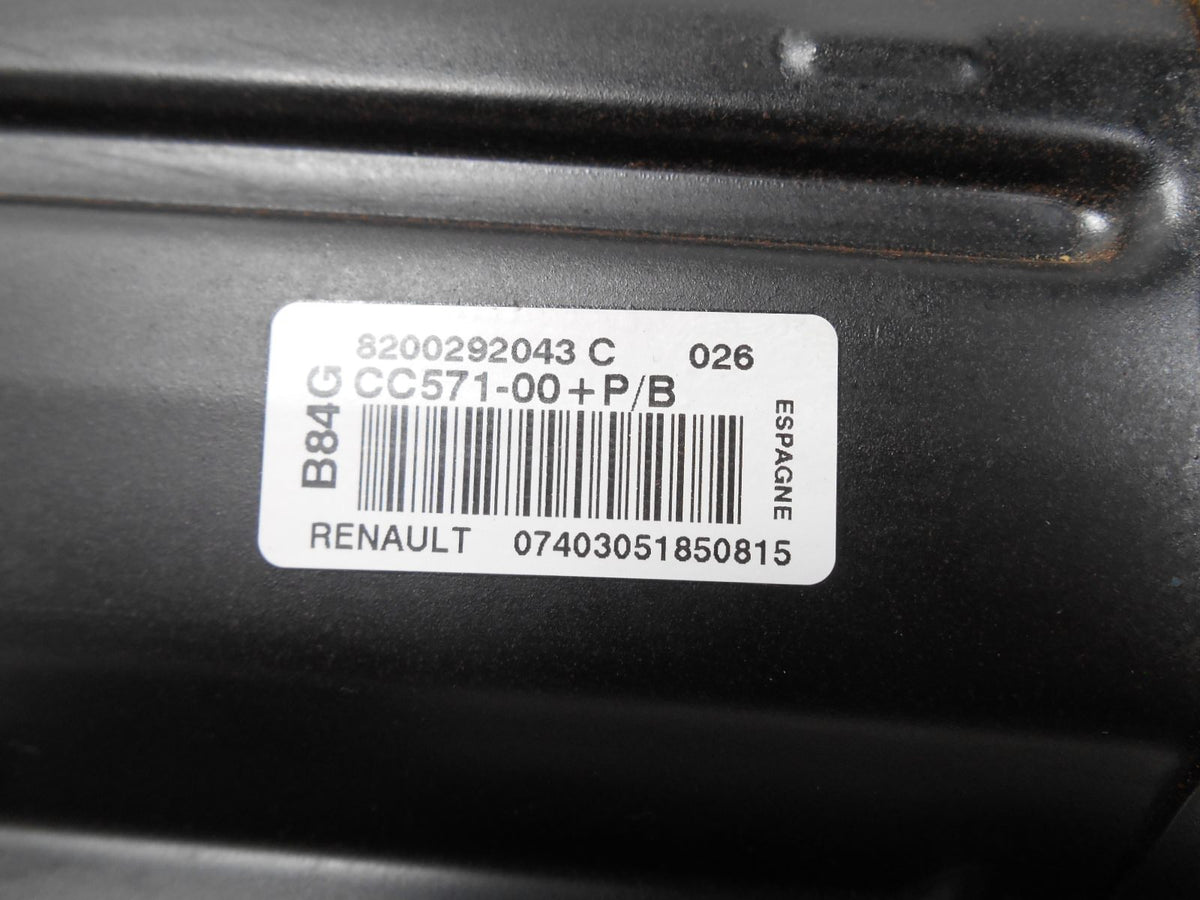 8200292043 C 026
CC571-00+P/B
B84G
ESPAGNE
RENAULT 07403051850815